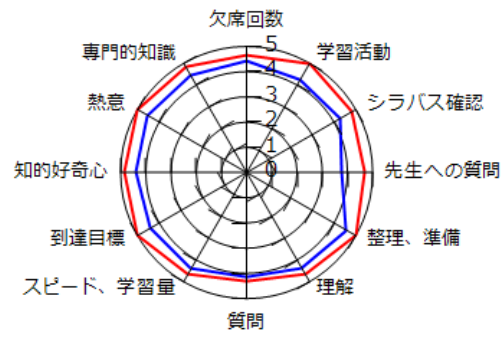 欠席回数
学習活動
シラバス確認
先生への質問
整理、準備
理解
質問
スピード、学習量
到達目標
知的好奇心
熱意
専門的知識
5
4
3
2
1
0